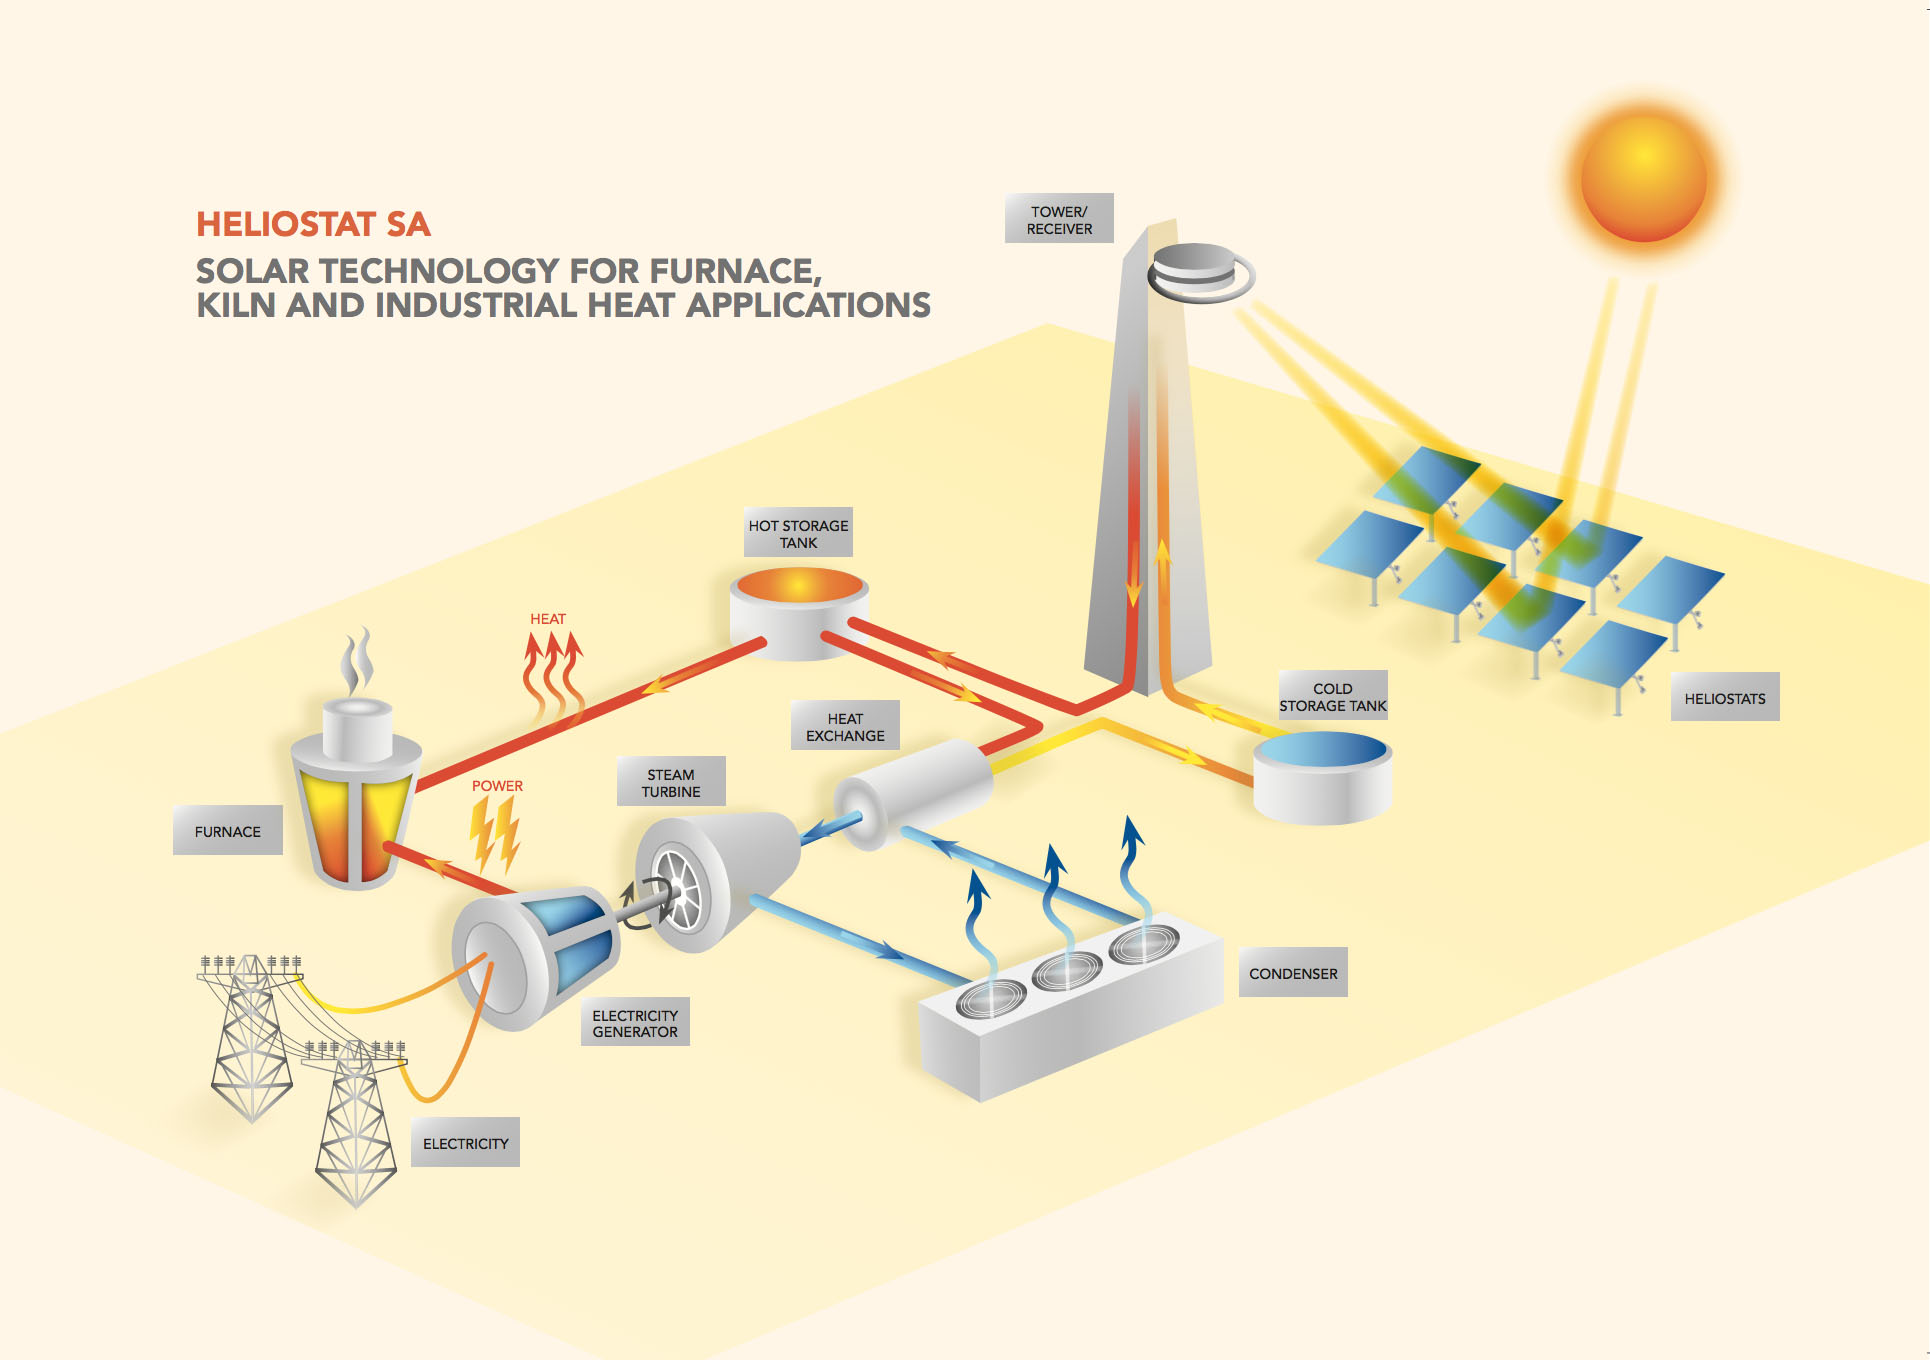 HELIOSTAT SA
SOLAR TECHNOLOGY FOR FURNACE,
KILN AND INDUSTRIAL HEAT APPLICATIONS
TOWER/
RECEIVER
HOT STORAGE
TANK
HEAT
COLD
STORAGE TANK
HELIOSTATS
HEAT
EXCHANGE
STEAM
TURBINE
POWER
FURNACE
CONDENSER
ELECTRICITY
GENERATOR
ELECTRICITY